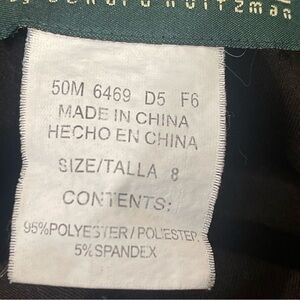 by
50M 6469 D5 F6
MADE IN CHINA
HECHO EN CHINA
SIZE/TALLA 8
CONTENTS:
95%POLYESTER/POLIESTER
5%SPANDEX